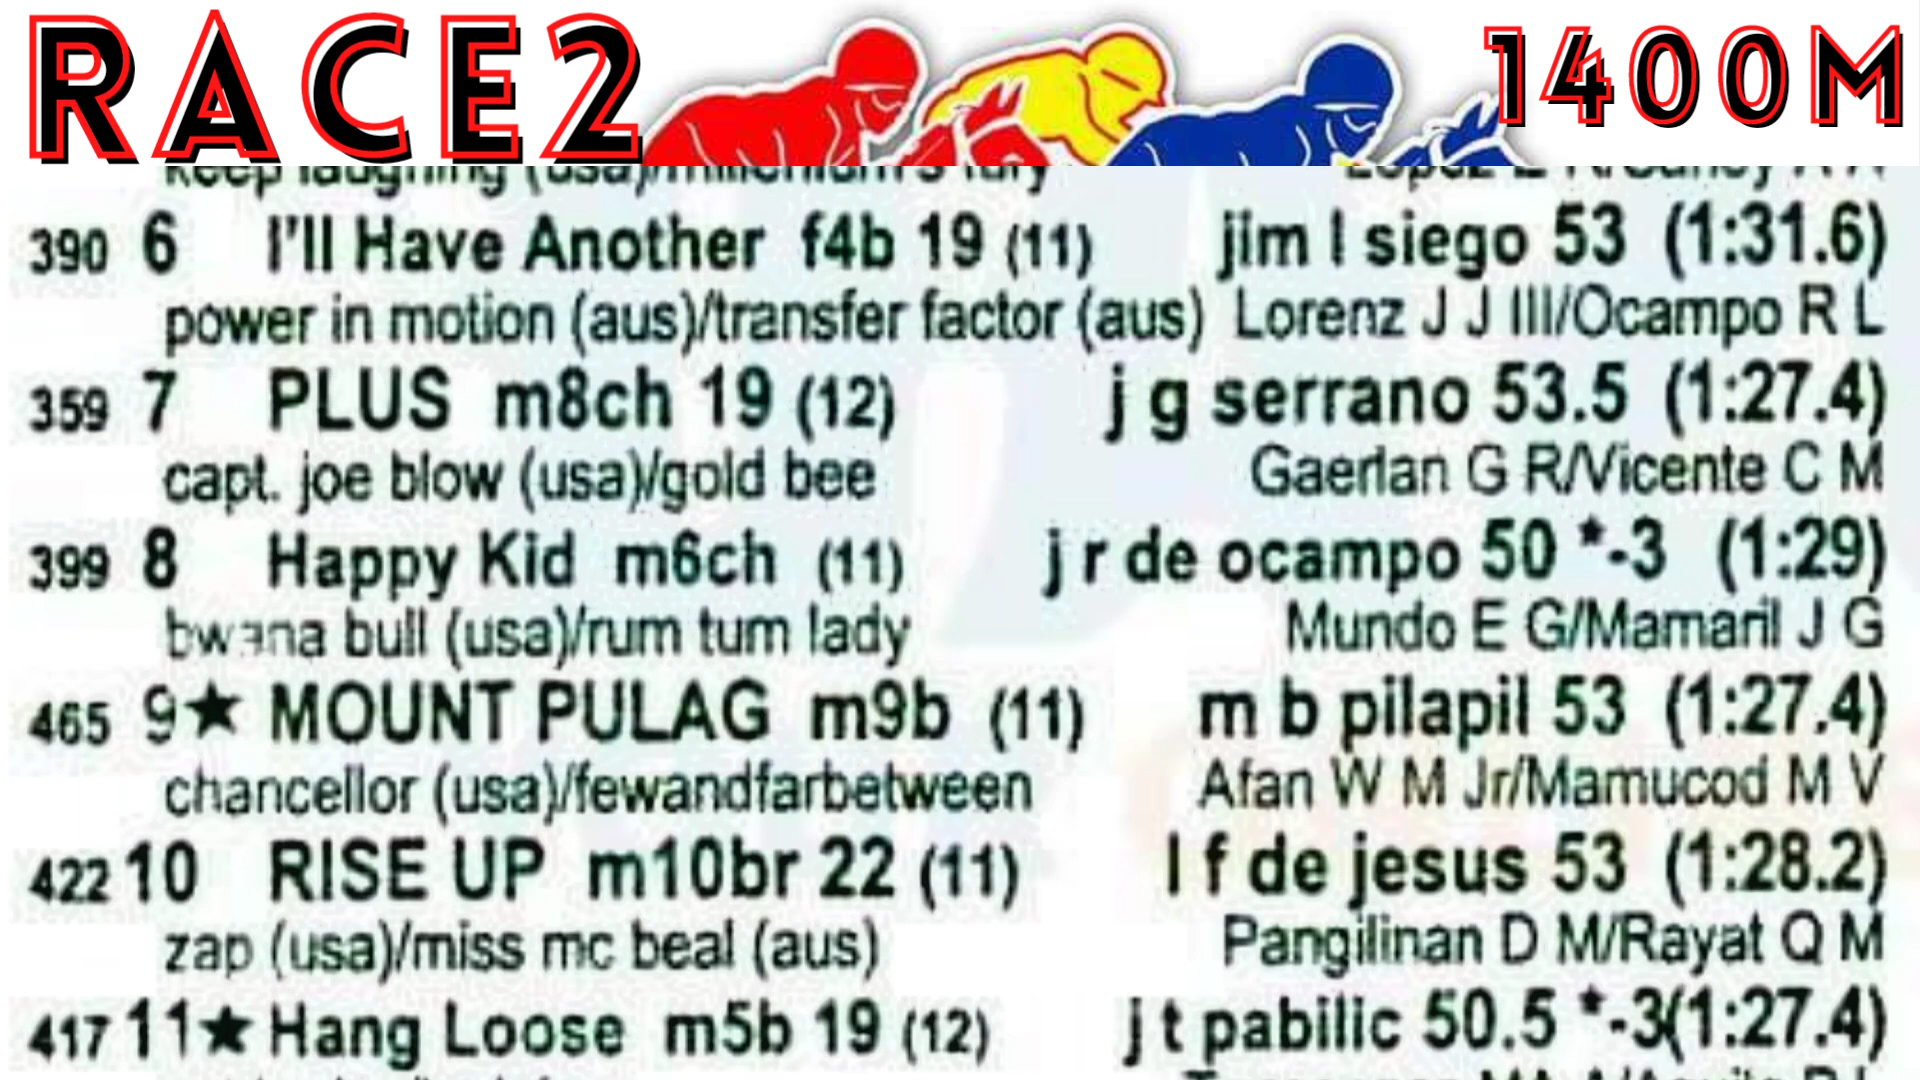 RACE2
1400M
keep laughing (usa)/millenium's fury
390 6 I'll Have Another f4b 19 (11) jim l siego 53 (1:31.6)
power in motion (aus)/transfer factor (aus) Lorenz J J III/Ocampo R L
359 7 PLUS m8ch 19 (12) j g serrano 53.5 (1:27.4)
capt. joe blow (usa)/gold bee Gaerlan G R/Vicente C M
399 8 Happy Kid m6ch (11) j r de ocampo 50 *-3 (1:29)
bwana bull (usa)/rum tum lady Mundo E G/Mamaril J G
465 9★ MOUNT PULAG m9b (11) m b pilapil 53 (1:27.4)
chancellor (usa)/fewandfarbetween Afan W M Jr/Mamucod M V
422 10 RISE UP m10br 22 (11) l f de jesus 53 (1:28.2)
zap (usa)/miss mc beal (aus) Pangilinan D M/Rayat Q M
417 11★ Hang Loose m5b 19 (12) j t pabilic 50.5 *-3(1:27.4)